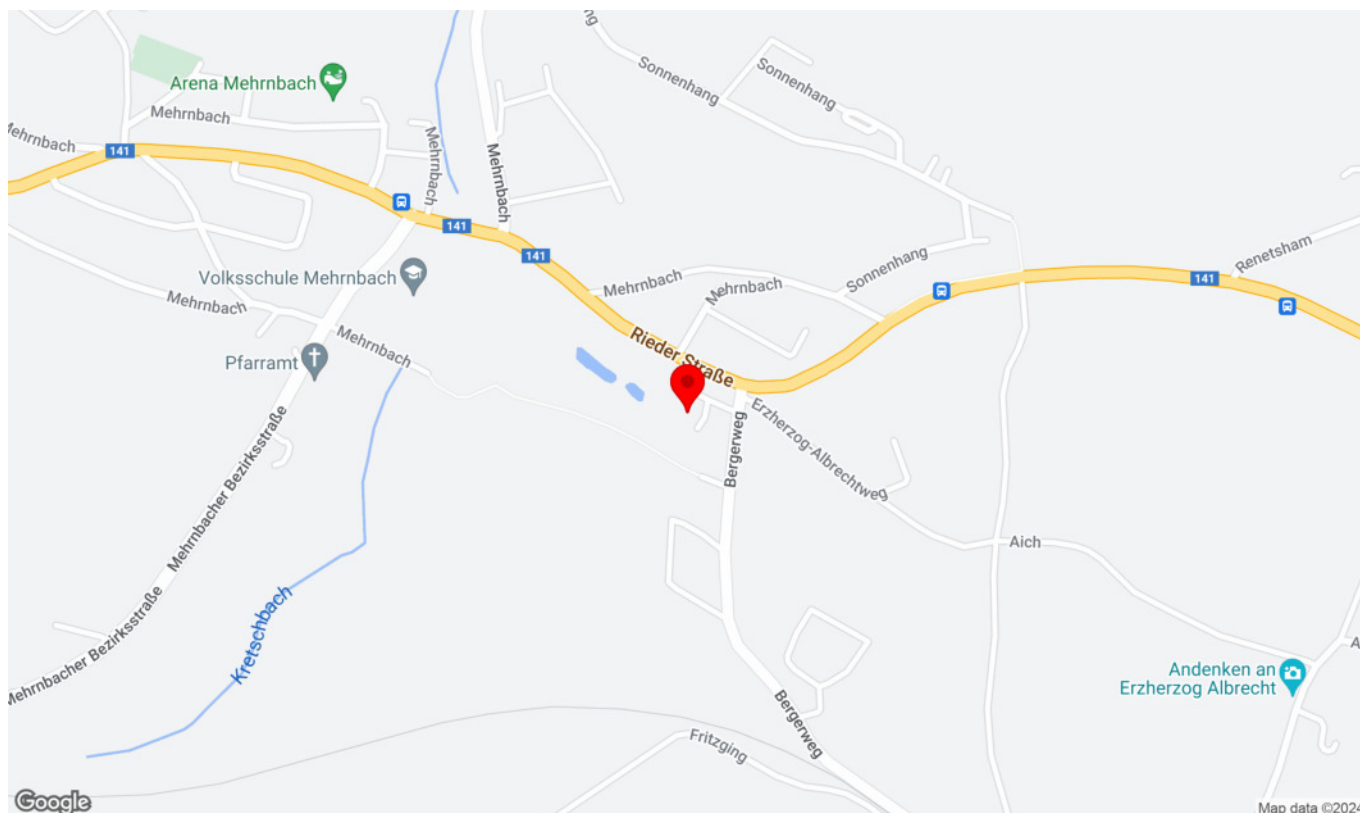 ng
Sonnenhang
Sonnenhang
Arena Mehrnbach
Mehrnbach
Mehrnbach
Mehrnbach
Mehrnbach
141
141
141
141
Renetsham
Sonnenhang
Volksschule Mehrnbach
Mehrnbach
Mehrnbach
Mehrnbach
Mehrnbach
Rieder Straße
Pfarramt
Erzherzog-Albrechtweg
Bergerweg
Mehrnbacher Bezirksstraße
Aich
Kretschbach
Mehrnbacher Bezirksstraße
A
Andenken an
Erzherzog Albrecht
Bergerweg
Fritzging
Google
Map data ©2024